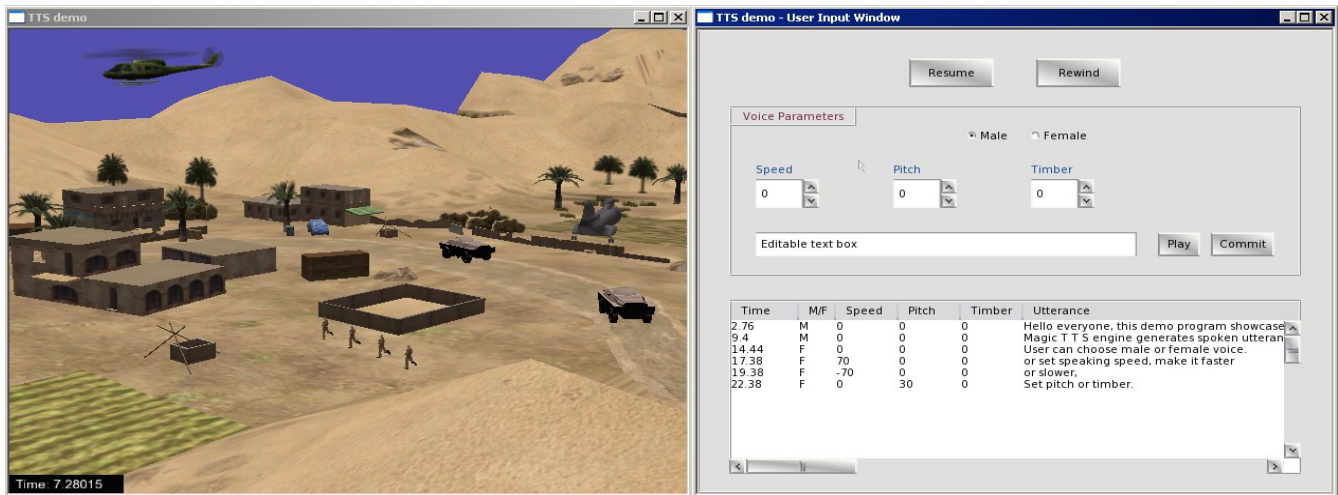 TTS demo
Time: 7.28015
TTS demo - User Input Window
Resume Rewind
Voice Parameters
Male Female
Speed Pitch Timber
0 0 0
Editable text box Play Commit
Time M/F Speed Pitch Timber Utterance
2.76 M 0 0 0 Hello everyone, this demo program showcase
9.4 M 0 0 0 Magic T T S engine generates spoken utteran
14.44 F 0 0 0 User can choose male or female voice.
17.38 F 70 0 0 or set speaking speed, make it faster
19.38 F -70 0 0 or slower,
22.38 F 0 30 0 Set pitch or timber.